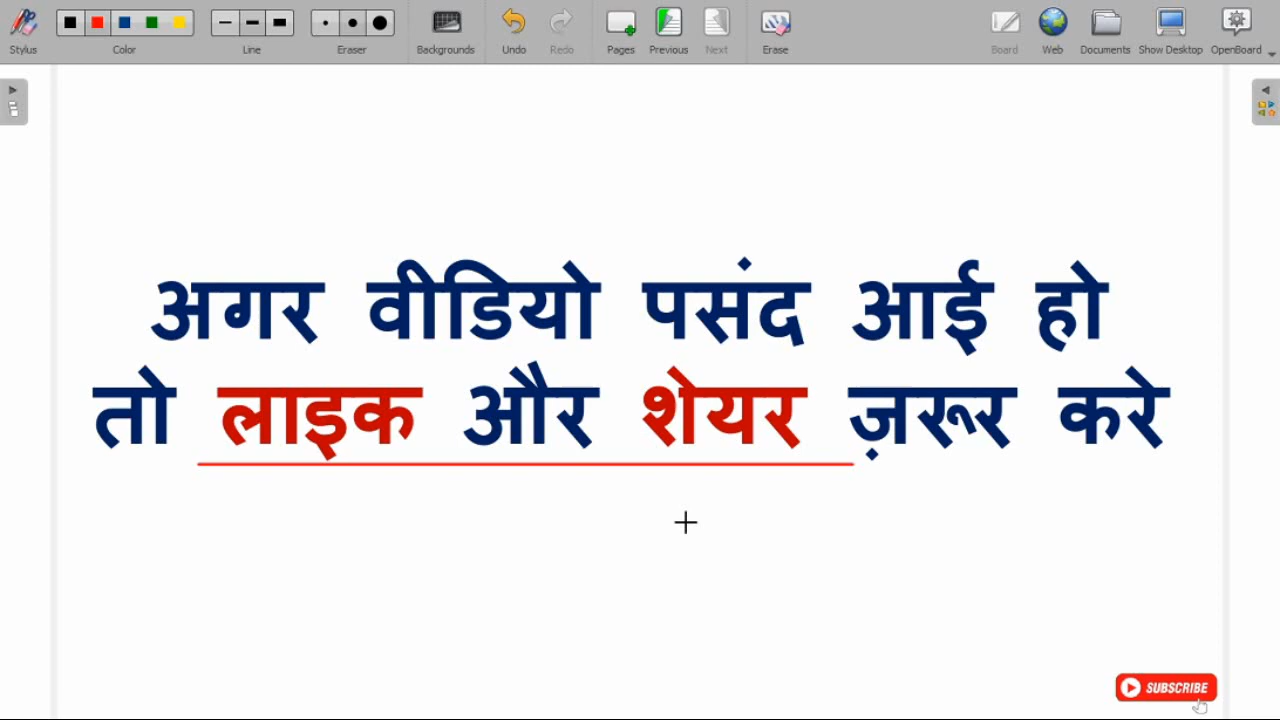 Stylus Color Line Eraser Backgrounds Undo Redo Pages Previous Next Erase Board Web Documents Show Desktop OpenBoard
अगर वीडियो पसंद आई हो
तो लाइक और शेयर ज़रूर करे
SUBSCRIBE